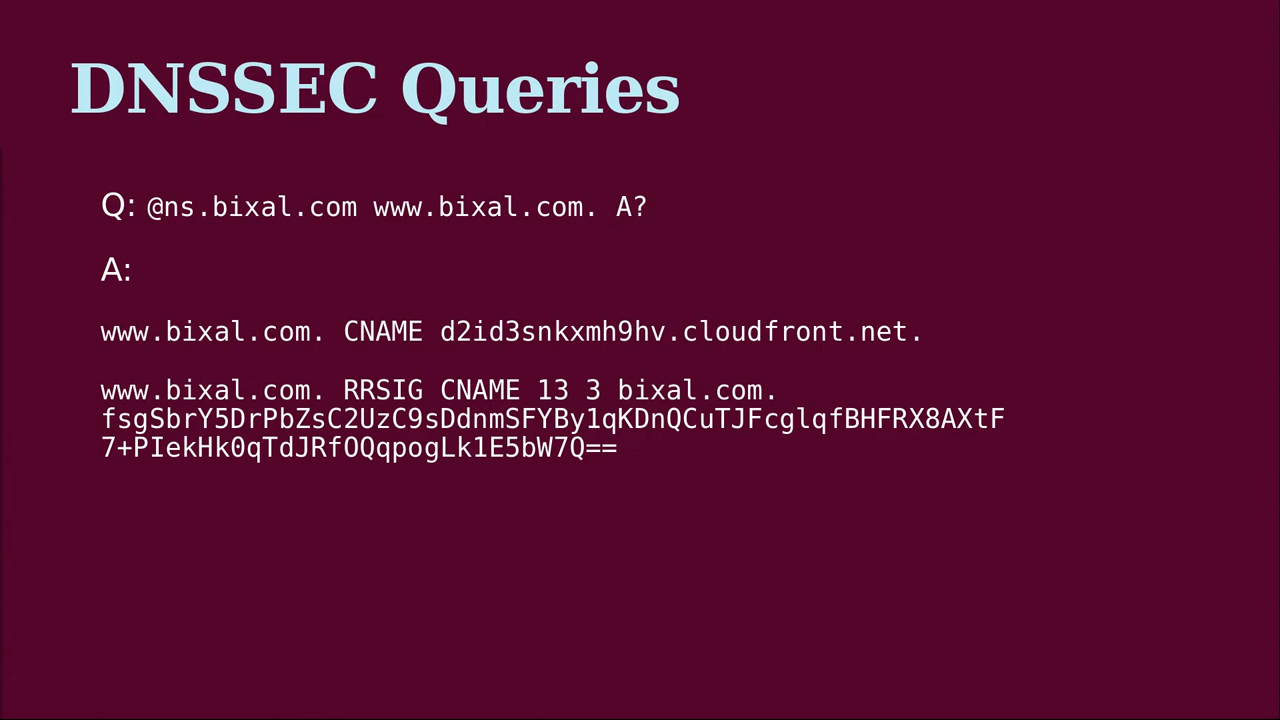 DNSSEC Queries
Q: @ns.bixal.com www.bixal.com. A?
A:
www.bixal.com. CNAME d2id3snkxmh9hv.cloudfront.net.
www.bixal.com. RRSIG CNAME 13 3 bixal.com.
fsgSbrY5DrPbZsC2UzC9sDdnmSFYBy1qKDnQCuTJFcglqfBHFRX8AXtF
7+PIekHk0qTdJRfOQqpogLk1E5bW7Q==